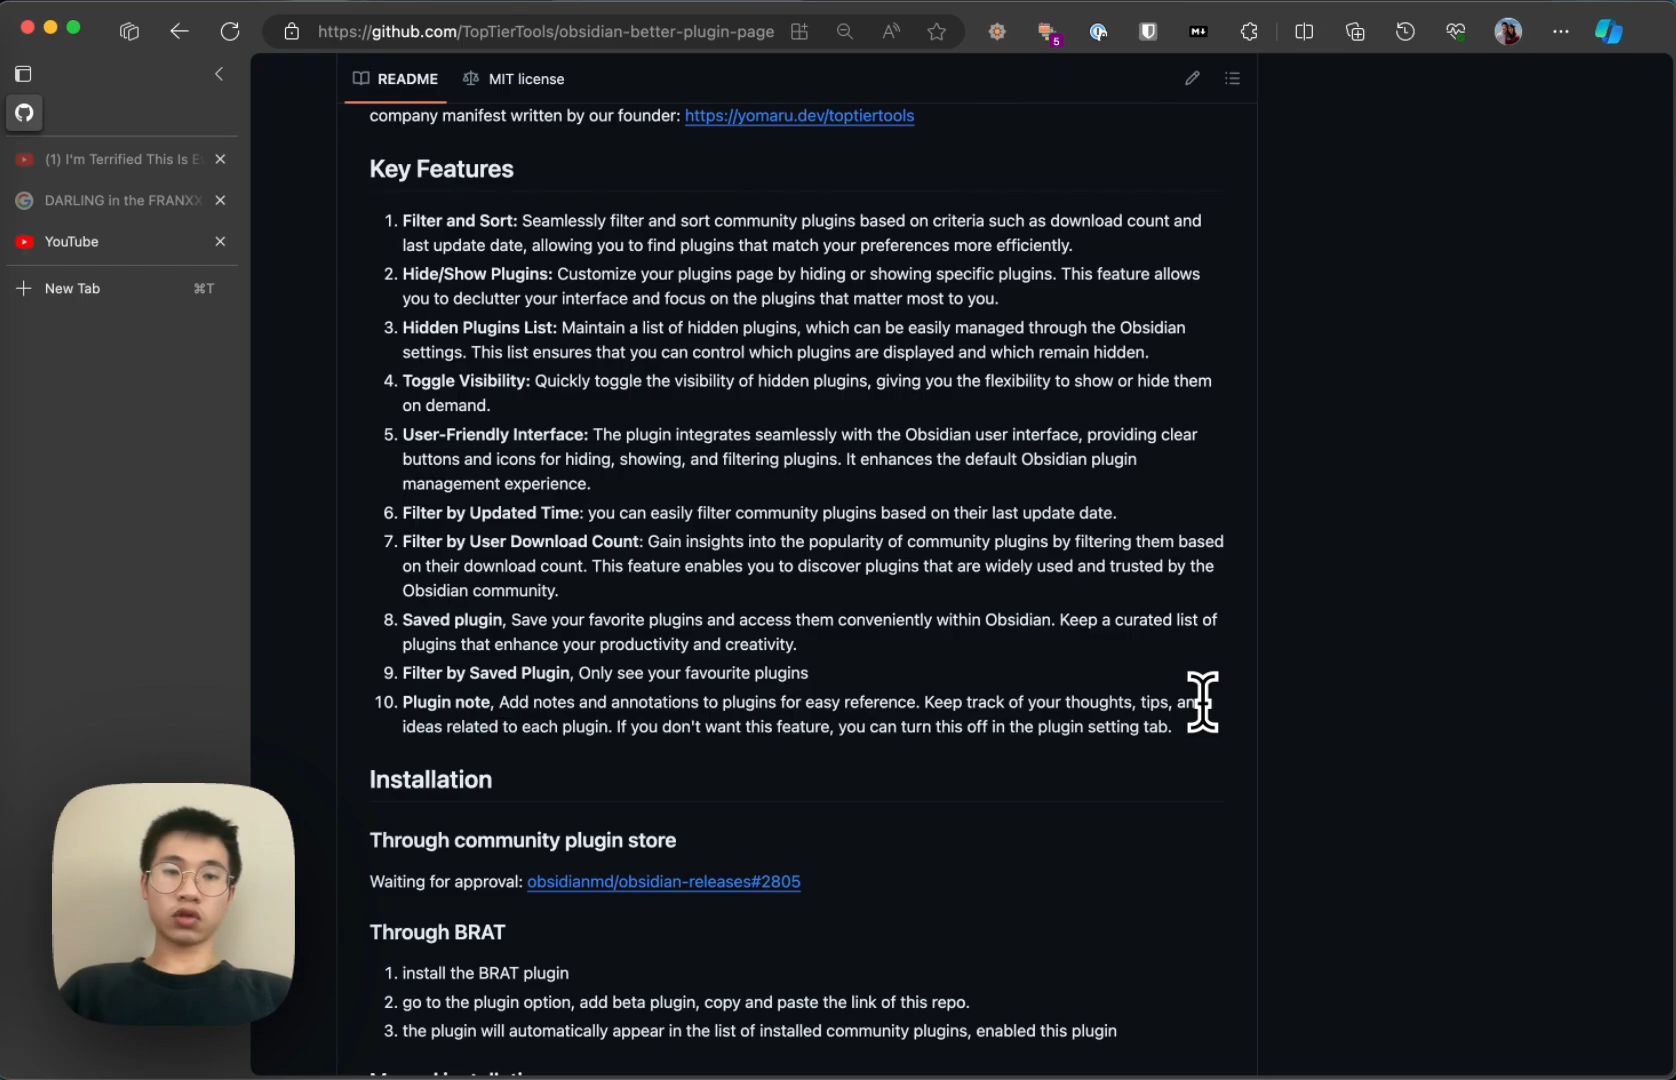 https://github.com/TopTierTools/obsidian-better-plugin-page
5
README
MIT license
(1) I'm Terrified This Is E
DARLING in the FRANXX
YouTube
New Tab ⌘T
company manifest written by our founder: https://yomaru.dev/toptiertools
Key Features
1. Filter and Sort: Seamlessly filter and sort community plugins based on criteria such as download count and
last update date, allowing you to find plugins that match your preferences more efficiently.
2. Hide/Show Plugins: Customize your plugins page by hiding or showing specific plugins. This feature allows
you to declutter your interface and focus on the plugins that matter most to you.
3. Hidden Plugins List: Maintain a list of hidden plugins, which can be easily managed through the Obsidian
settings. This list ensures that you can control which plugins are displayed and which remain hidden.
4. Toggle Visibility: Quickly toggle the visibility of hidden plugins, giving you the flexibility to show or hide them
on demand.
5. User-Friendly Interface: The plugin integrates seamlessly with the Obsidian user interface, providing clear
buttons and icons for hiding, showing, and filtering plugins. It enhances the default Obsidian plugin
management experience.
6. Filter by Updated Time: you can easily filter community plugins based on their last update date.
7. Filter by User Download Count: Gain insights into the popularity of community plugins by filtering them based
on their download count. This feature enables you to discover plugins that are widely used and trusted by the
Obsidian community.
8. Saved plugin, Save your favorite plugins and access them conveniently within Obsidian. Keep a curated list of
plugins that enhance your productivity and creativity.
9. Filter by Saved Plugin, Only see your favourite plugins
10. Plugin note, Add notes and annotations to plugins for easy reference. Keep track of your thoughts, tips, an
ideas related to each plugin. If you don't want this feature, you can turn this off in the plugin setting tab.
Installation
Through community plugin store
Waiting for approval: obsidianmd/obsidian-releases#2805
Through BRAT
1. install the BRAT plugin
2. go to the plugin option, add beta plugin, copy and paste the link of this repo.
3. the plugin will automatically appear in the list of installed community plugins, enabled this plugin